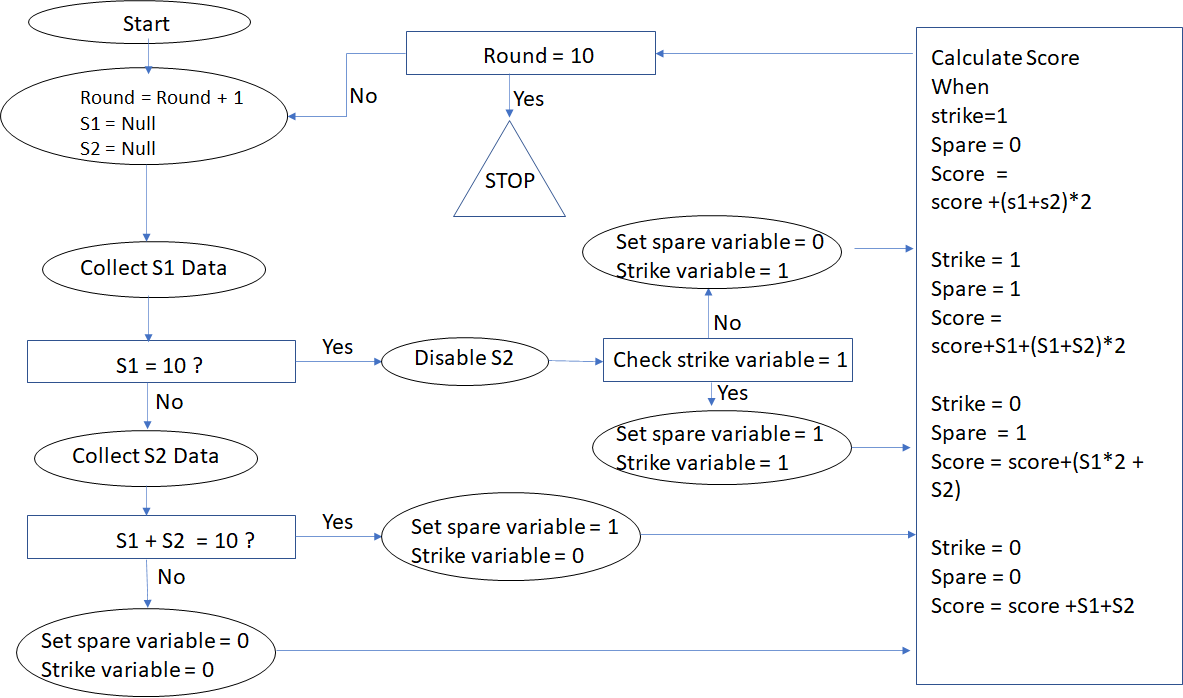 Start
Round = Round + 1
S1 = Null
S2 = Null
Collect S1 Data
S1 = 10 ?
Yes
No
Disable S2
Check strike variable = 1
No
Set spare variable = 0
Strike variable = 1
Yes
Set spare variable = 1
Strike variable = 1
Collect S2 Data
S1 + S2 = 10 ?
Yes
Set spare variable = 1
Strike variable = 0
No
Set spare variable = 0
Strike variable = 0
Calculate Score
When
strike=1
Spare = 0
Score =
score +(s1+s2)*2
Strike = 1
Spare = 1
Score =
score+S1+(S1+S2)*2
Strike = 0
Spare = 1
Score = score+(S1*2 +
S2)
Strike = 0
Spare = 0
Score = score +S1+S2
Round = 10
No
Yes
STOP